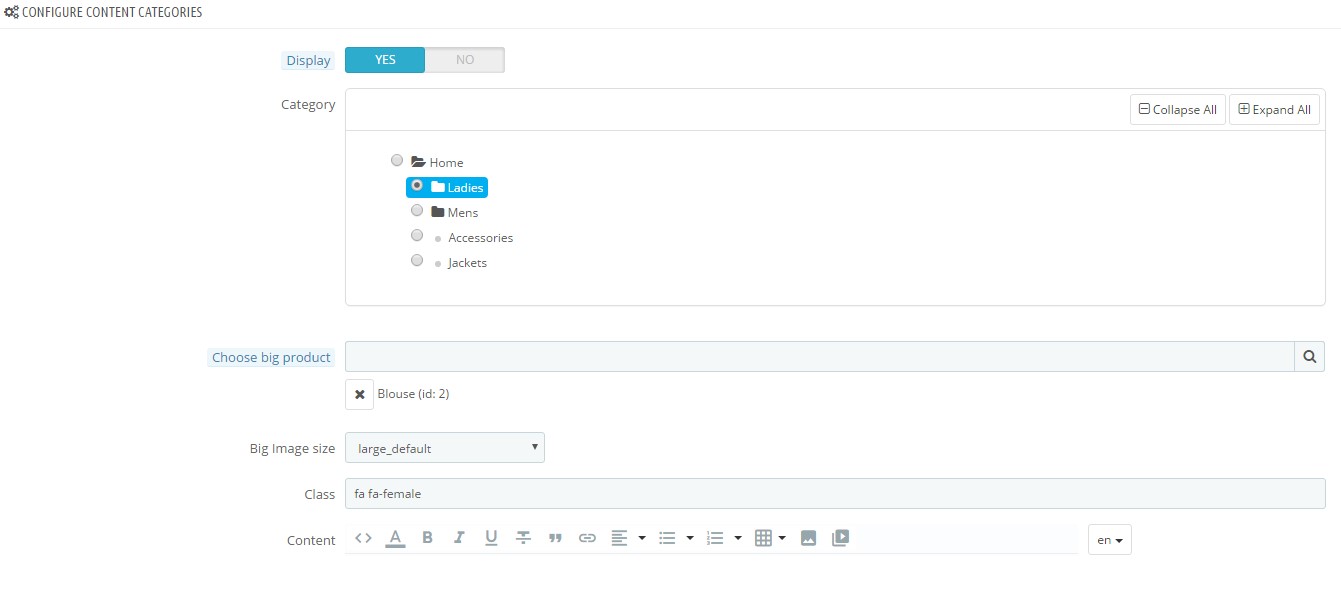 CONFIGURE CONTENT CATEGORIES
Display YES NO
Category Collapse All Expand All
Home
Ladies
Mens
Accessories
Jackets
Choose big product
Blouse (id: 2)
Big Image size large_default
Class fa fa-female
Content en